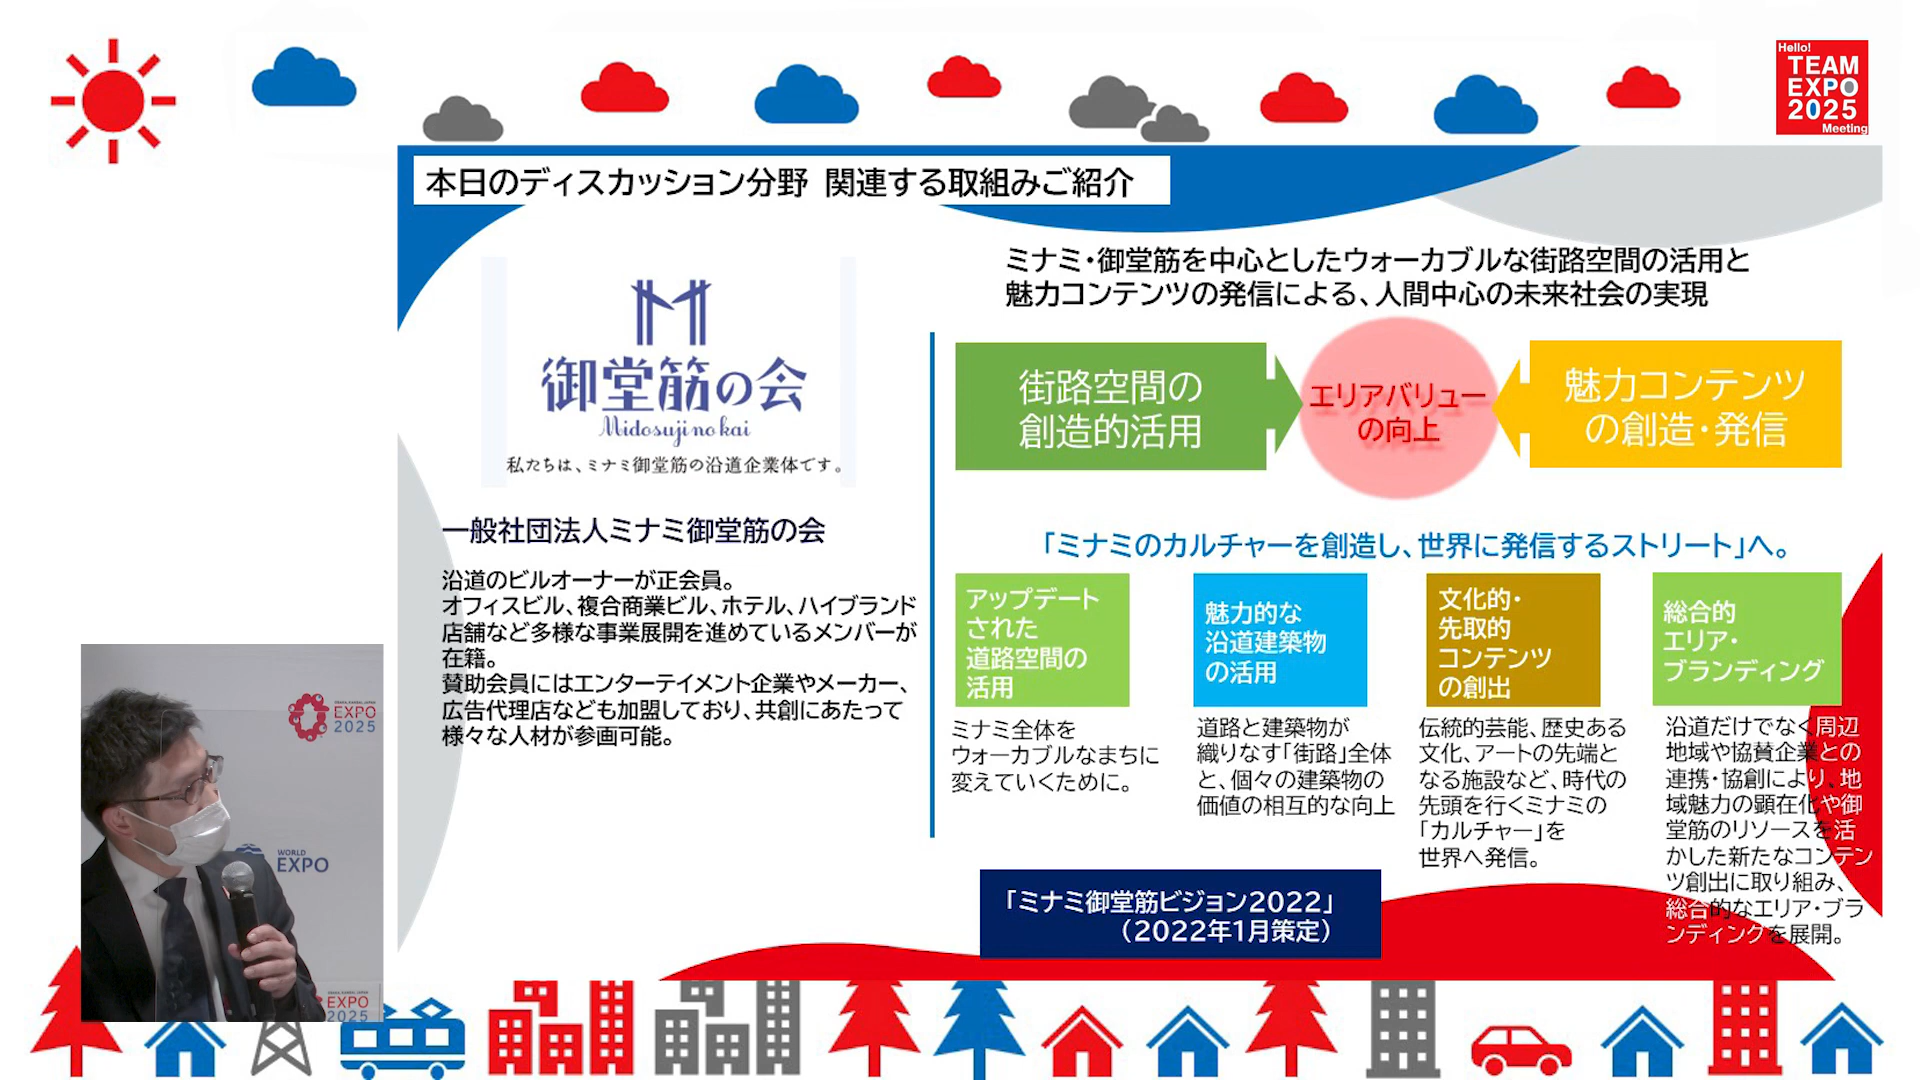 Hello!
TEAM
EXPO
2025
Meeting
本日のディスカッション分野 関連する取組みご紹介
御堂筋の会
Midosuji no kai
私たちは、ミナミ御堂筋の沿道企業体です。
一般社団法人ミナミ御堂筋の会
沿道のビルオーナーが正会員。
オフィスビル、複合商業ビル、ホテル、ハイブランド
店舗など多様な事業展開を進めているメンバーが
在籍。
賛助会員にはエンターテイメント企業やメーカー、
広告代理店なども加盟しており、共創にあたって
様々な人材が参画可能。
ミナミ・御堂筋を中心としたウォーカブルな街路空間の活用と
魅力コンテンツの発信による、人間中心の未来社会の実現
街路空間の
創造的活用
エリアバリュー
の向上
魅力コンテンツ
の創造・発信
「ミナミのカルチャーを創造し、世界に発信するストリート」へ。
アップデート
された
道路空間の
活用
ミナミ全体を
ウォーカブルなまちに
変えていくために。
魅力的な
沿道建築物
の活用
道路と建築物が
織りなす「街路」全体
と、個々の建築物の
価値の相互的な向上
文化的・
先取的
コンテンツ
の創出
伝統的芸能、歴史ある
文化、アートの先端と
なる施設など、時代の
先頭を行くミナミの
「カルチャー」を
世界へ発信。
総合的
エリア・
ブランディング
沿道だけでなく周辺
地域や協賛企業との
連携・協創により、地
域魅力の顕在化や御
堂筋のリソースを活
かした新たなコンテン
ツ創出に取り組み、
総合的なエリア・ブラ
ンディングを展開。
「ミナミ御堂筋ビジョン2022」
（2022年1月策定）
EXPO
2025
WORLD
EXPO
EXPO
2025